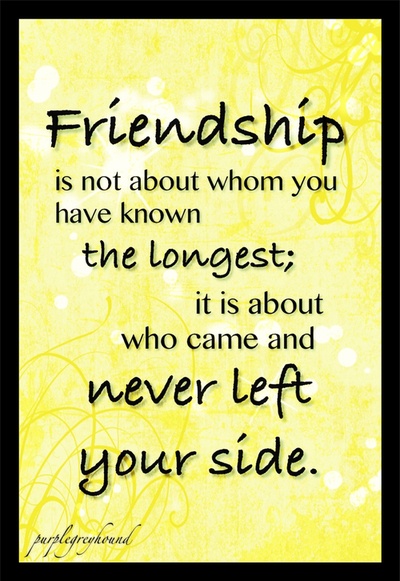 Friendship
is not about whom you
have known
the longest;
it is about
who came and
never left
your side.
purplegreyhound